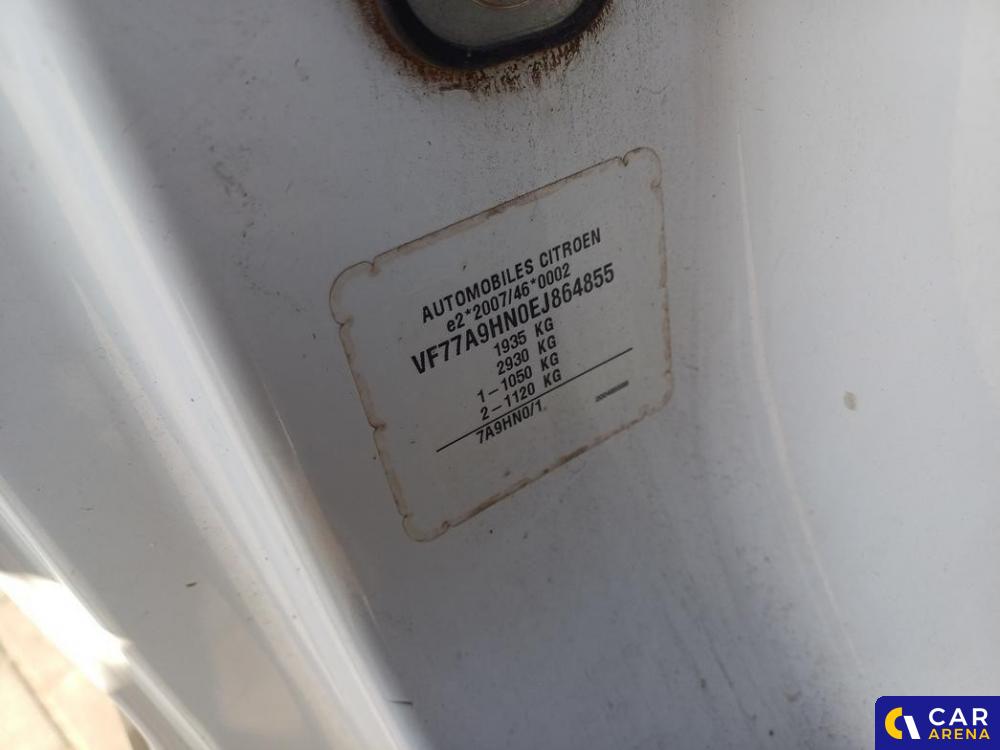 AUTOMOBILES CITROEN
e2*2007/46*0002
VF77A9HN0EJ864855
1935 KG
2930 KG
1-1050 KG
2-1120 KG
7A9HN0/1
CAR
ARENA